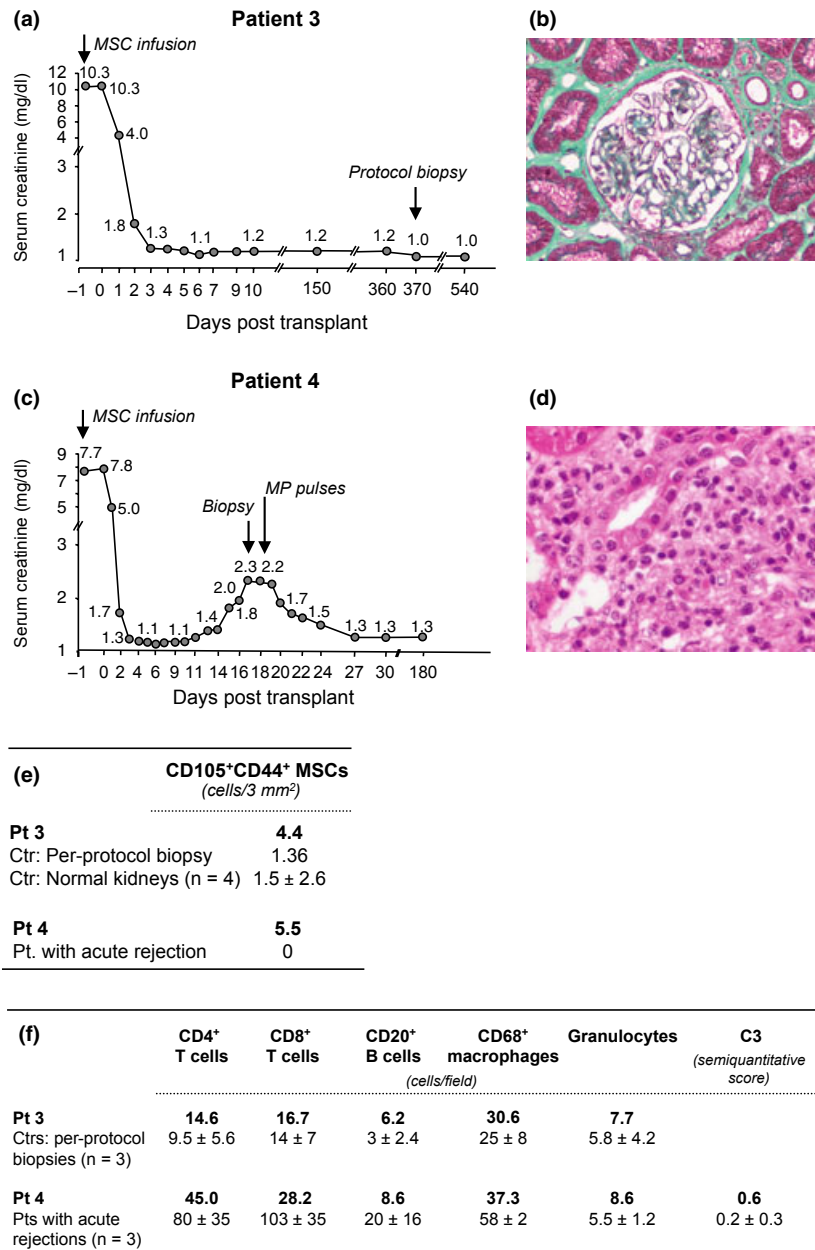 (a)
Patient 3
MSC infusion
Serum creatinine (mg/dl)
12
10
8
6
4
3
2
1
10.3
10.3
4.0
1.8
1.3
1.1
1.2
1.2
1.2
1.0
1.0
Protocol biopsy
–1 0 1 2 3 4 5 6 7 9 10 150 360 370 540
Days post transplant
(b)
(c)
Patient 4
MSC infusion
Serum creatinine (mg/dl)
9
7
5
3
2
1
7.7
7.8
5.0
1.7
1.3
1.1
1.1
1.4
2.0
1.8
2.3
2.2
1.7
1.5
1.3
1.3
1.3
Biopsy
MP pulses
–1 0 2 4 6 9 11 14 16 18 20 22 24 27 30 180
Days post transplant
(d)
(e)
CD105⁺CD44⁺ MSCs
(cells/3 mm²)
Pt 3 4.4
Ctr: Per-protocol biopsy 1.36
Ctr: Normal kidneys (n = 4) 1.5 ± 2.6
Pt 4 5.5
Pt. with acute rejection 0
(f)
CD4⁺ CD8⁺ CD20⁺ CD68⁺ Granulocytes C3
T cells T cells B cells macrophages (semiquantitative
(cells/field) score)
Pt 3 14.6 16.7 6.2 30.6 7.7
Ctrs: per-protocol 9.5 ± 5.6 14 ± 7 3 ± 2.4 25 ± 8 5.8 ± 4.2
biopsies (n = 3)
Pt 4 45.0 28.2 8.6 37.3 8.6 0.6
Pts with acute 80 ± 35 103 ± 35 20 ± 16 58 ± 2 5.5 ± 1.2 0.2 ± 0.3
rejections (n = 3)